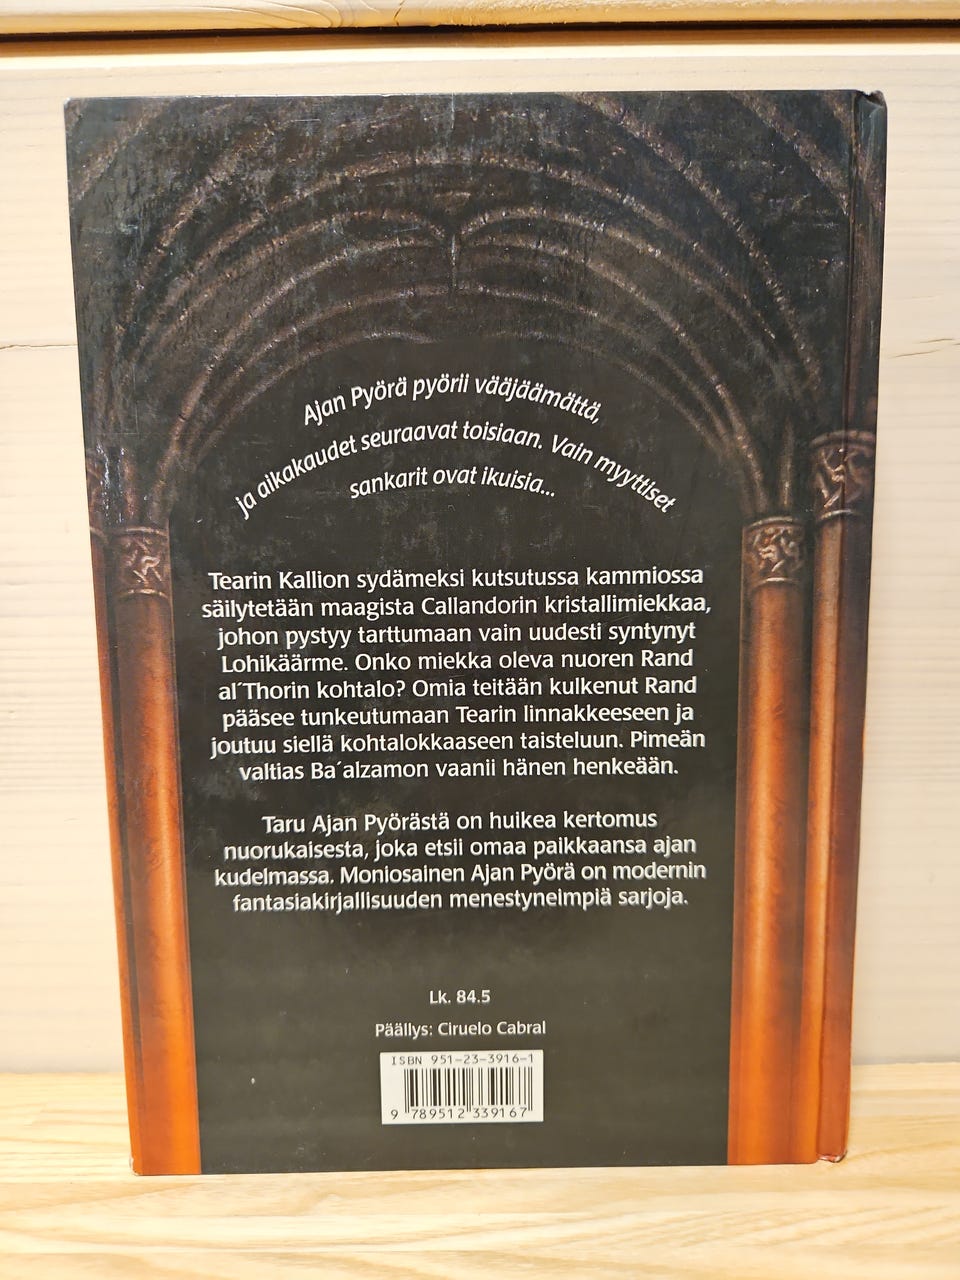 Ajan Pyörä pyörii vääjäämättä,
ja aikakaudet seuraavat toisiaan. Vain myyttiset
sankarit ovat ikuisia...
Tearin Kallion sydämeksi kutsutussa kammiossa
säilytetään maagista Callandorin kristallimiekkaa,
johon pystyy tarttumaan vain uudesti syntynyt
Lohikäärme. Onko miekka oleva nuoren Rand
al´Thorin kohtalo? Omia teitään kulkenut Rand
pääsee tunkeutumaan Tearin linnakkeeseen ja
joutuu siellä kohtalokkaaseen taisteluun. Pimeän
valtias Ba´alzamon vaanii hänen henkeään.
Taru Ajan Pyörästä on huikea kertomus
nuorukaisesta, joka etsii omaa paikkaansa ajan
kudelmassa. Moniosainen Ajan Pyörä on modernin
fantasiakirjallisuuden menestyneimpiä sarjoja.
Lk. 84.5
Päällys: Ciruelo Cabral
ISBN 951-23-3916-1
9 789512 339167